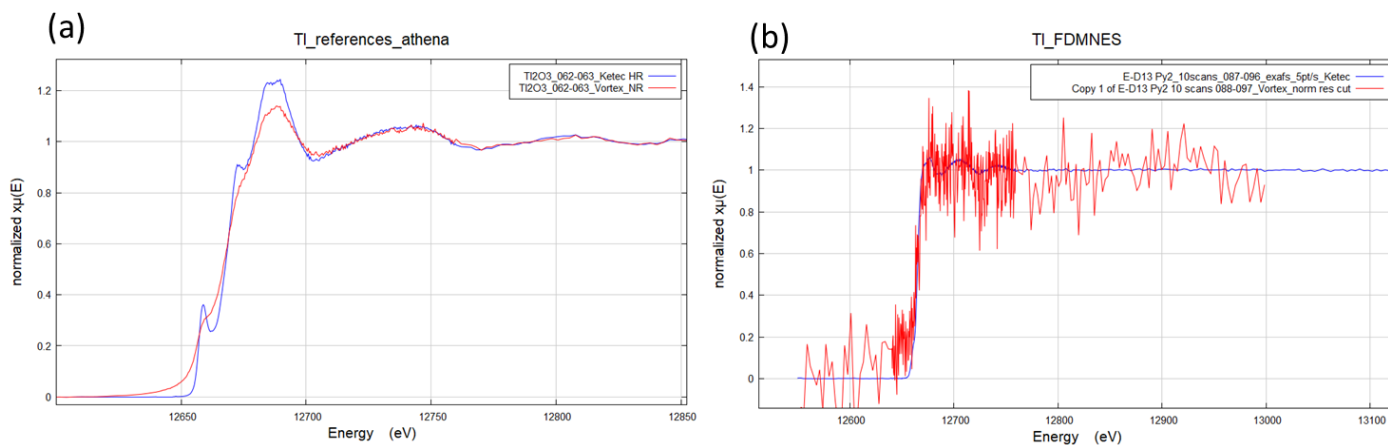 (a)
Tl_references_athena
Tl2O3_062-063_Ketec HR
Tl2O3_062-063_Vortex_NR
normalized xμ(E)
1.2
1
0.8
0.6
0.4
0.2
0
12650
12700
12750
12800
12850
Energy (eV)
(b)
Tl_FDMNES
E-D13 Py2_10scans_087-096_exafs_5pt/s_Ketec
Copy 1 of E-D13 Py2 10 scans 088-097_Vortex_norm res cut
normalized xμ(E)
1.4
1.2
1
0.8
0.6
0.4
0.2
0
12600
12700
12800
12900
13000
13100
Energy (eV)